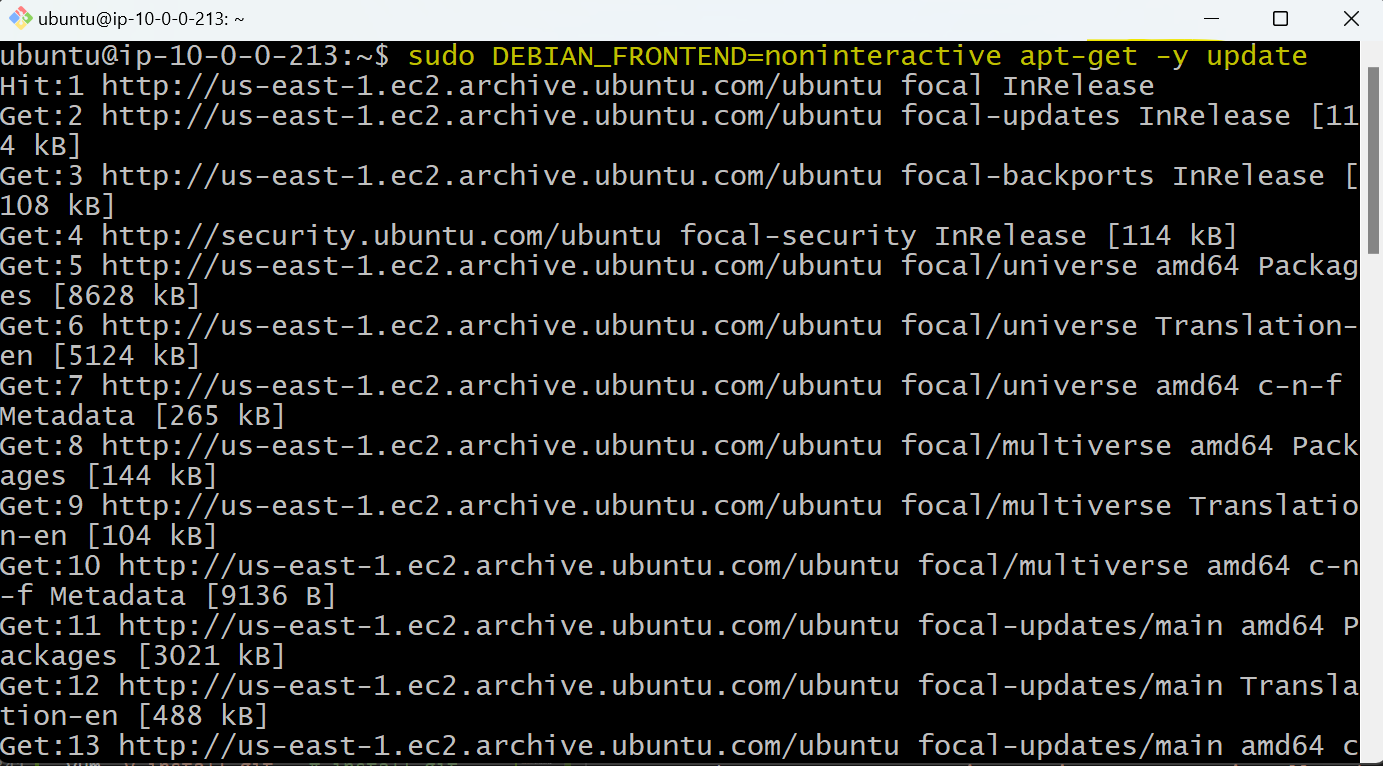 ubuntu@ip-10-0-0-213: ~
ubuntu@ip-10-0-0-213:~$ sudo DEBIAN_FRONTEND=noninteractive apt-get -y update
Hit:1 http://us-east-1.ec2.archive.ubuntu.com/ubuntu focal InRelease
Get:2 http://us-east-1.ec2.archive.ubuntu.com/ubuntu focal-updates InRelease [11
4 kB]
Get:3 http://us-east-1.ec2.archive.ubuntu.com/ubuntu focal-backports InRelease [
108 kB]
Get:4 http://security.ubuntu.com/ubuntu focal-security InRelease [114 kB]
Get:5 http://us-east-1.ec2.archive.ubuntu.com/ubuntu focal/universe amd64 Packag
es [8628 kB]
Get:6 http://us-east-1.ec2.archive.ubuntu.com/ubuntu focal/universe Translation-
en [5124 kB]
Get:7 http://us-east-1.ec2.archive.ubuntu.com/ubuntu focal/universe amd64 c-n-f
Metadata [265 kB]
Get:8 http://us-east-1.ec2.archive.ubuntu.com/ubuntu focal/multiverse amd64 Pack
ages [144 kB]
Get:9 http://us-east-1.ec2.archive.ubuntu.com/ubuntu focal/multiverse Translatio
n-en [104 kB]
Get:10 http://us-east-1.ec2.archive.ubuntu.com/ubuntu focal/multiverse amd64 c-n
-f Metadata [9136 B]
Get:11 http://us-east-1.ec2.archive.ubuntu.com/ubuntu focal-updates/main amd64 P
ackages [3021 kB]
Get:12 http://us-east-1.ec2.archive.ubuntu.com/ubuntu focal-updates/main Transla
tion-en [488 kB]
Get:13 http://us-east-1.ec2.archive.ubuntu.com/ubuntu focal-updates/main amd64 c